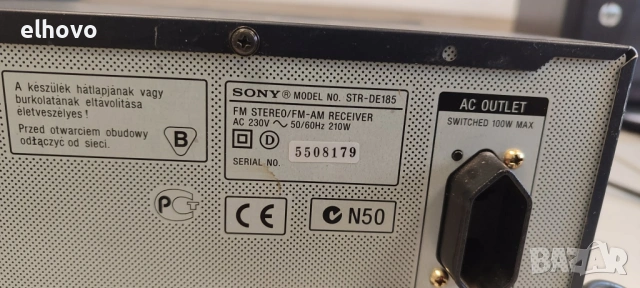 elhovo
A készülék hátlapjának vagy
burkolatának eltávolítása
életveszélyes !
Przed otwarciem obudowy
odłączyć od sieci.
B
SONY® MODEL NO. STR-DE185
FM STEREO/FM-AM RECEIVER
AC 230V ~ 50/60Hz 210W
D
SERIAL NO. 5508179
AC OUTLET
SWITCHED 100W MAX
PCT
CE
N50
BAZAR